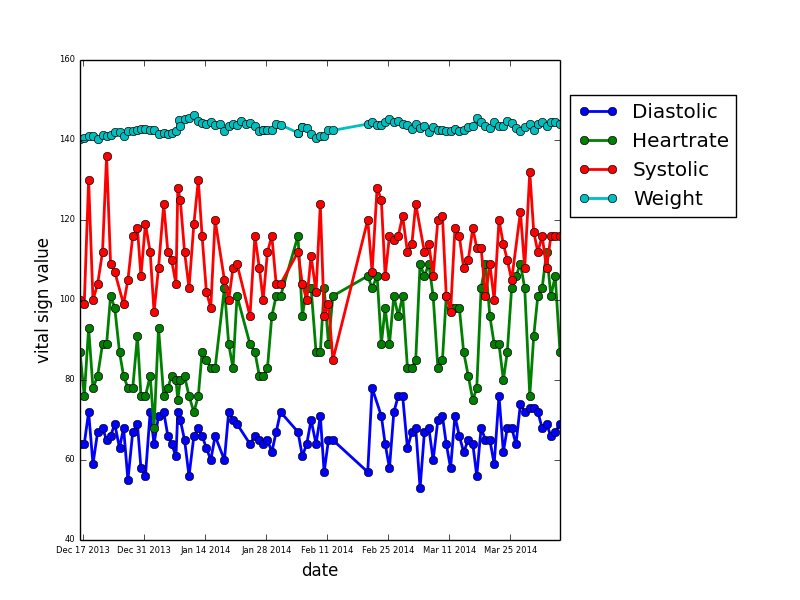 160
140
120
100
80
60
40
vital sign value
Dec 17 2013 Dec 31 2013 Jan 14 2014 Jan 28 2014 Feb 11 2014 Feb 25 2014 Mar 11 2014 Mar 25 2014
date
Diastolic
Heartrate
Systolic
Weight